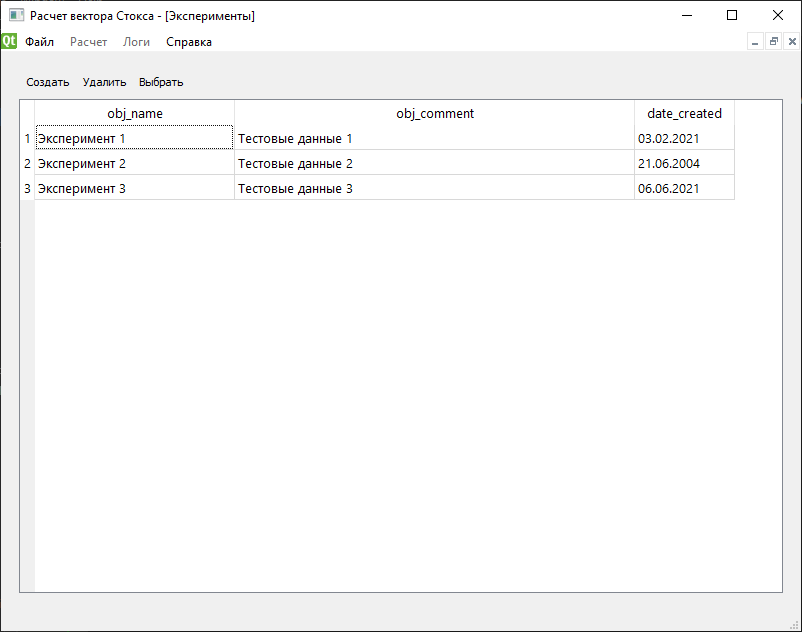 Расчет вектора Стокса - [Эксперименты]
Qt Файл Расчет Логи Справка
Создать Удалить Выбрать
obj_name obj_comment date_created
1 Эксперимент 1 Тестовые данные 1 03.02.2021
2 Эксперимент 2 Тестовые данные 2 21.06.2004
3 Эксперимент 3 Тестовые данные 3 06.06.2021